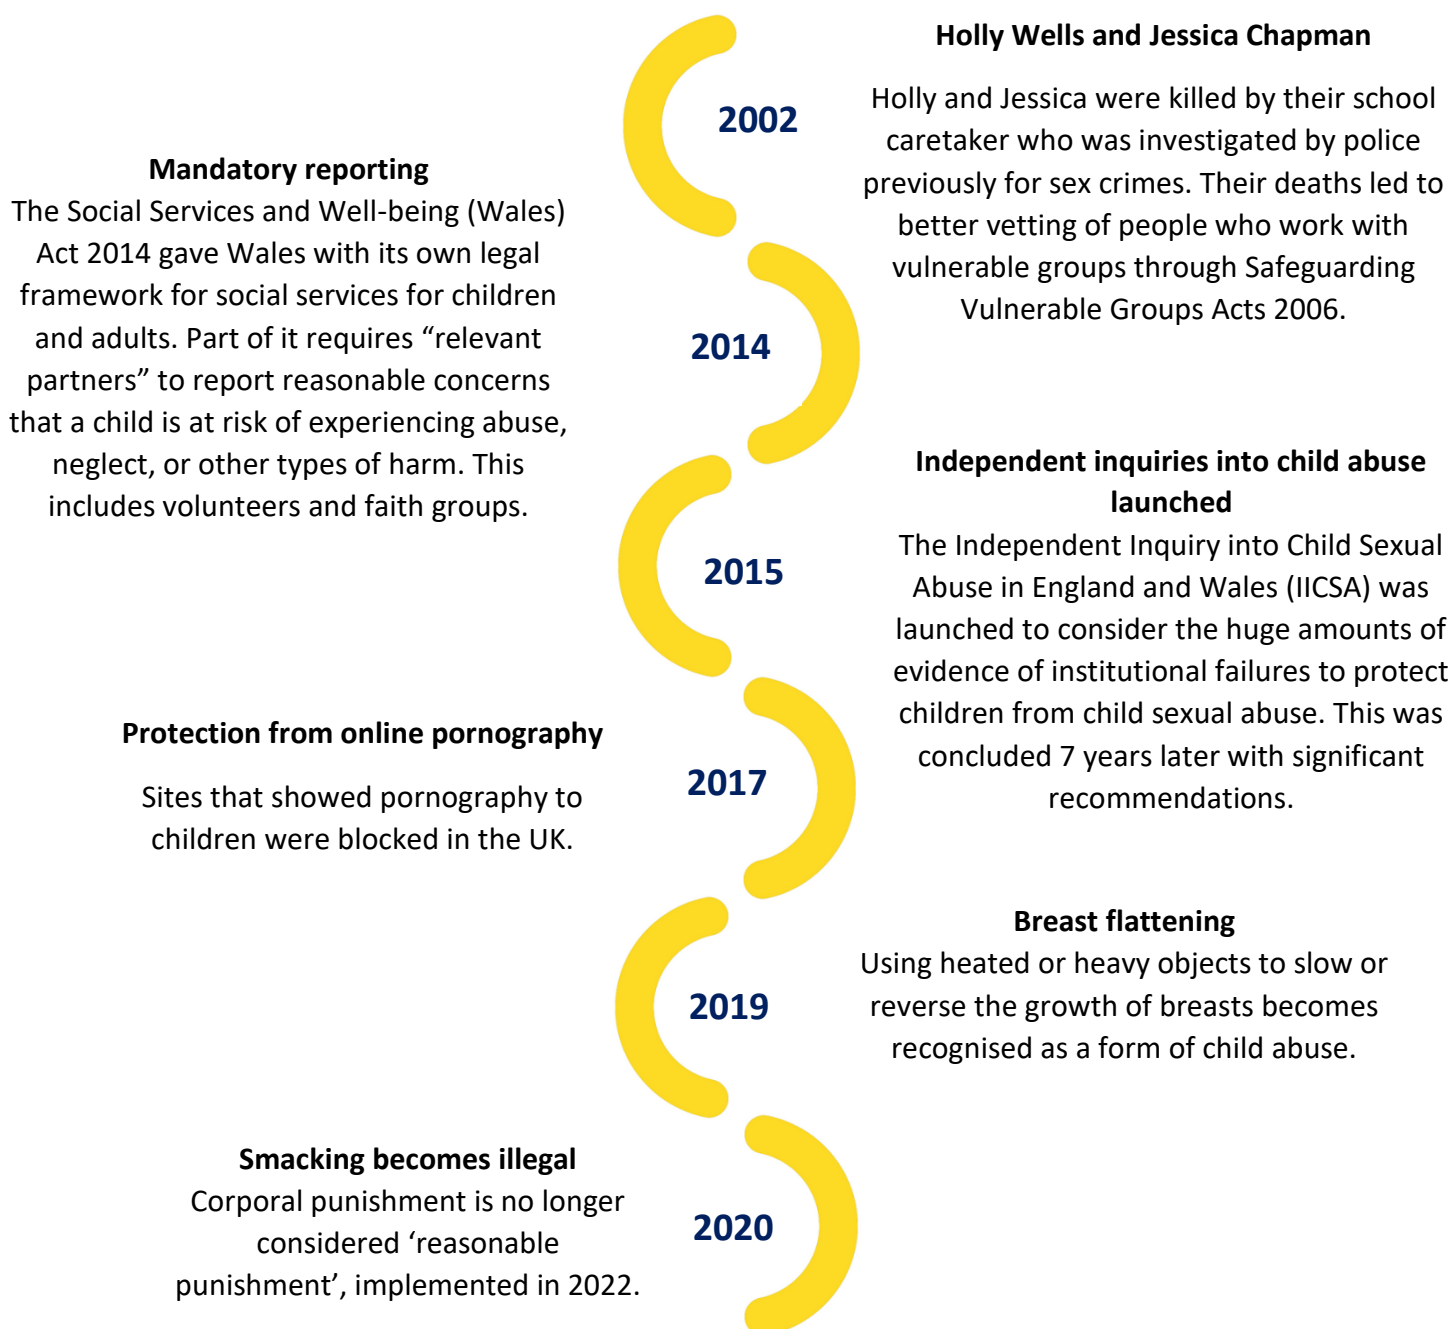 2002
Holly Wells and Jessica Chapman
Holly and Jessica were killed by their school
caretaker who was investigated by police
previously for sex crimes. Their deaths led to
better vetting of people who work with
vulnerable groups through Safeguarding
Vulnerable Groups Acts 2006.
2014
Mandatory reporting
The Social Services and Well-being (Wales)
Act 2014 gave Wales with its own legal
framework for social services for children
and adults. Part of it requires “relevant
partners” to report reasonable concerns
that a child is at risk of experiencing abuse,
neglect, or other types of harm. This
includes volunteers and faith groups.
2015
Independent inquiries into child abuse
launched
The Independent Inquiry into Child Sexual
Abuse in England and Wales (IICSA) was
launched to consider the huge amounts of
evidence of institutional failures to protect
children from child sexual abuse. This was
concluded 7 years later with significant
recommendations.
2017
Protection from online pornography
Sites that showed pornography to
children were blocked in the UK.
2019
Breast flattening
Using heated or heavy objects to slow or
reverse the growth of breasts becomes
recognised as a form of child abuse.
2020
Smacking becomes illegal
Corporal punishment is no longer
considered ‘reasonable
punishment’, implemented in 2022.